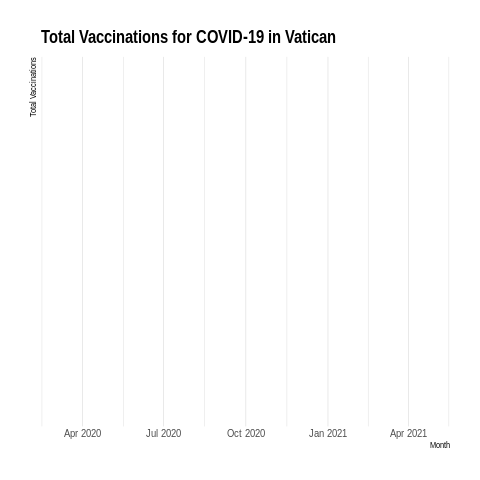 Total Vaccinations for COVID-19 in Vatican
Total Vaccinations
Apr 2020 Jul 2020 Oct 2020 Jan 2021 Apr 2021
Month